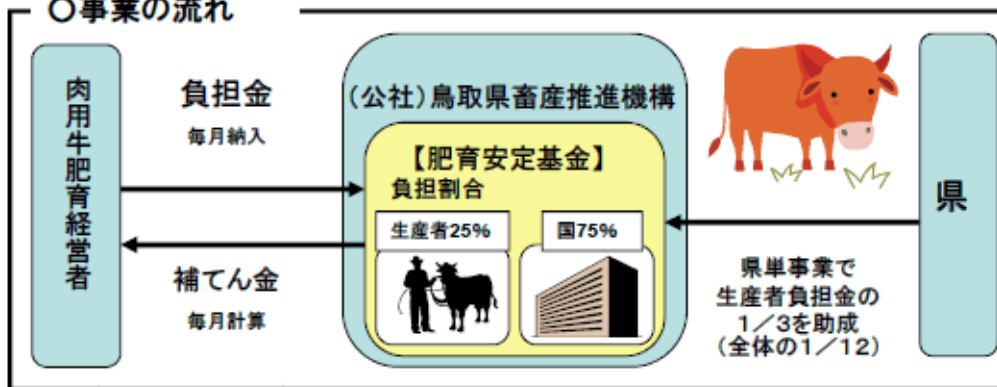 〇事業の流れ
肉用牛肥育経営者
負担金
毎月納入
補てん金
毎月計算
(公社)鳥取県畜産推進機構
【肥育安定基金】
負担割合
生産者25%
国75%
県単事業で
生産者負担金の
1/3を助成
(全体の1/12)
県